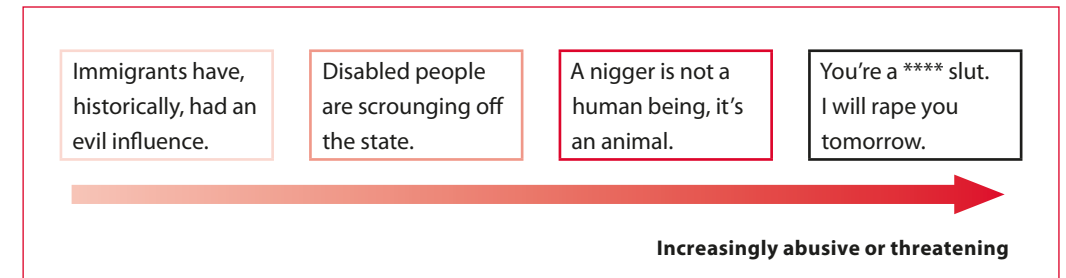 Immigrants have,
historically, had an
evil influence.
Disabled people
are scrounging off
the state.
A nigger is not a
human being, it's
an animal.
You're a **** slut.
I will rape you
tomorrow.
Increasingly abusive or threatening